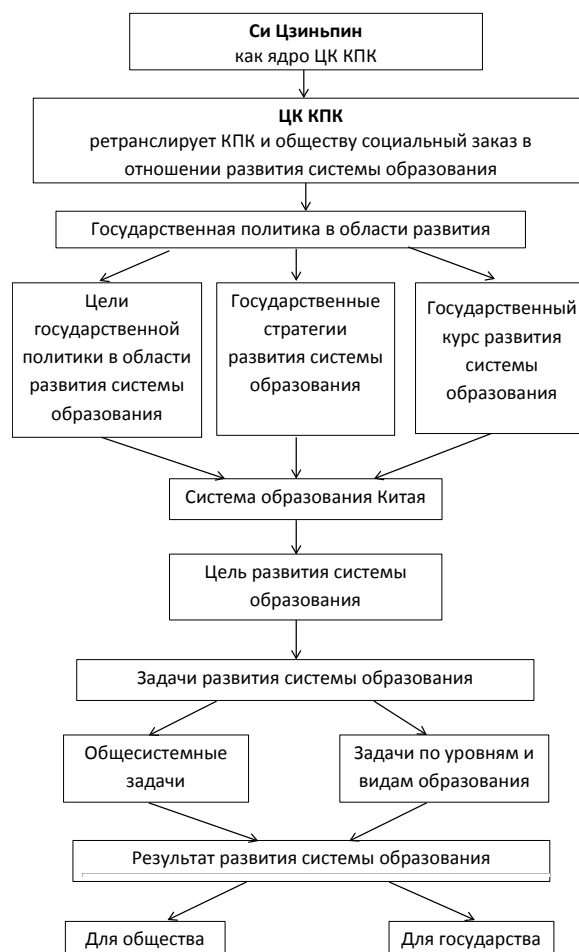 Си Цзиньпин
как ядро ЦК КПК
ЦК КПК
ретранслирует КПК и обществу социальный заказ в
отношении развития системы образования
Государственная политика в области развития
Цели
государственной
политики в области
развития системы
образования
Государственные
стратегии
развития системы
образования
Государственный
курс развития
системы
образования
Система образования Китая
Цель развития системы
образования
Задачи развития системы образования
Общесистемные
задачи
Задачи по уровням и
видам образования
Результат развития системы образования
Для общества
Для государства